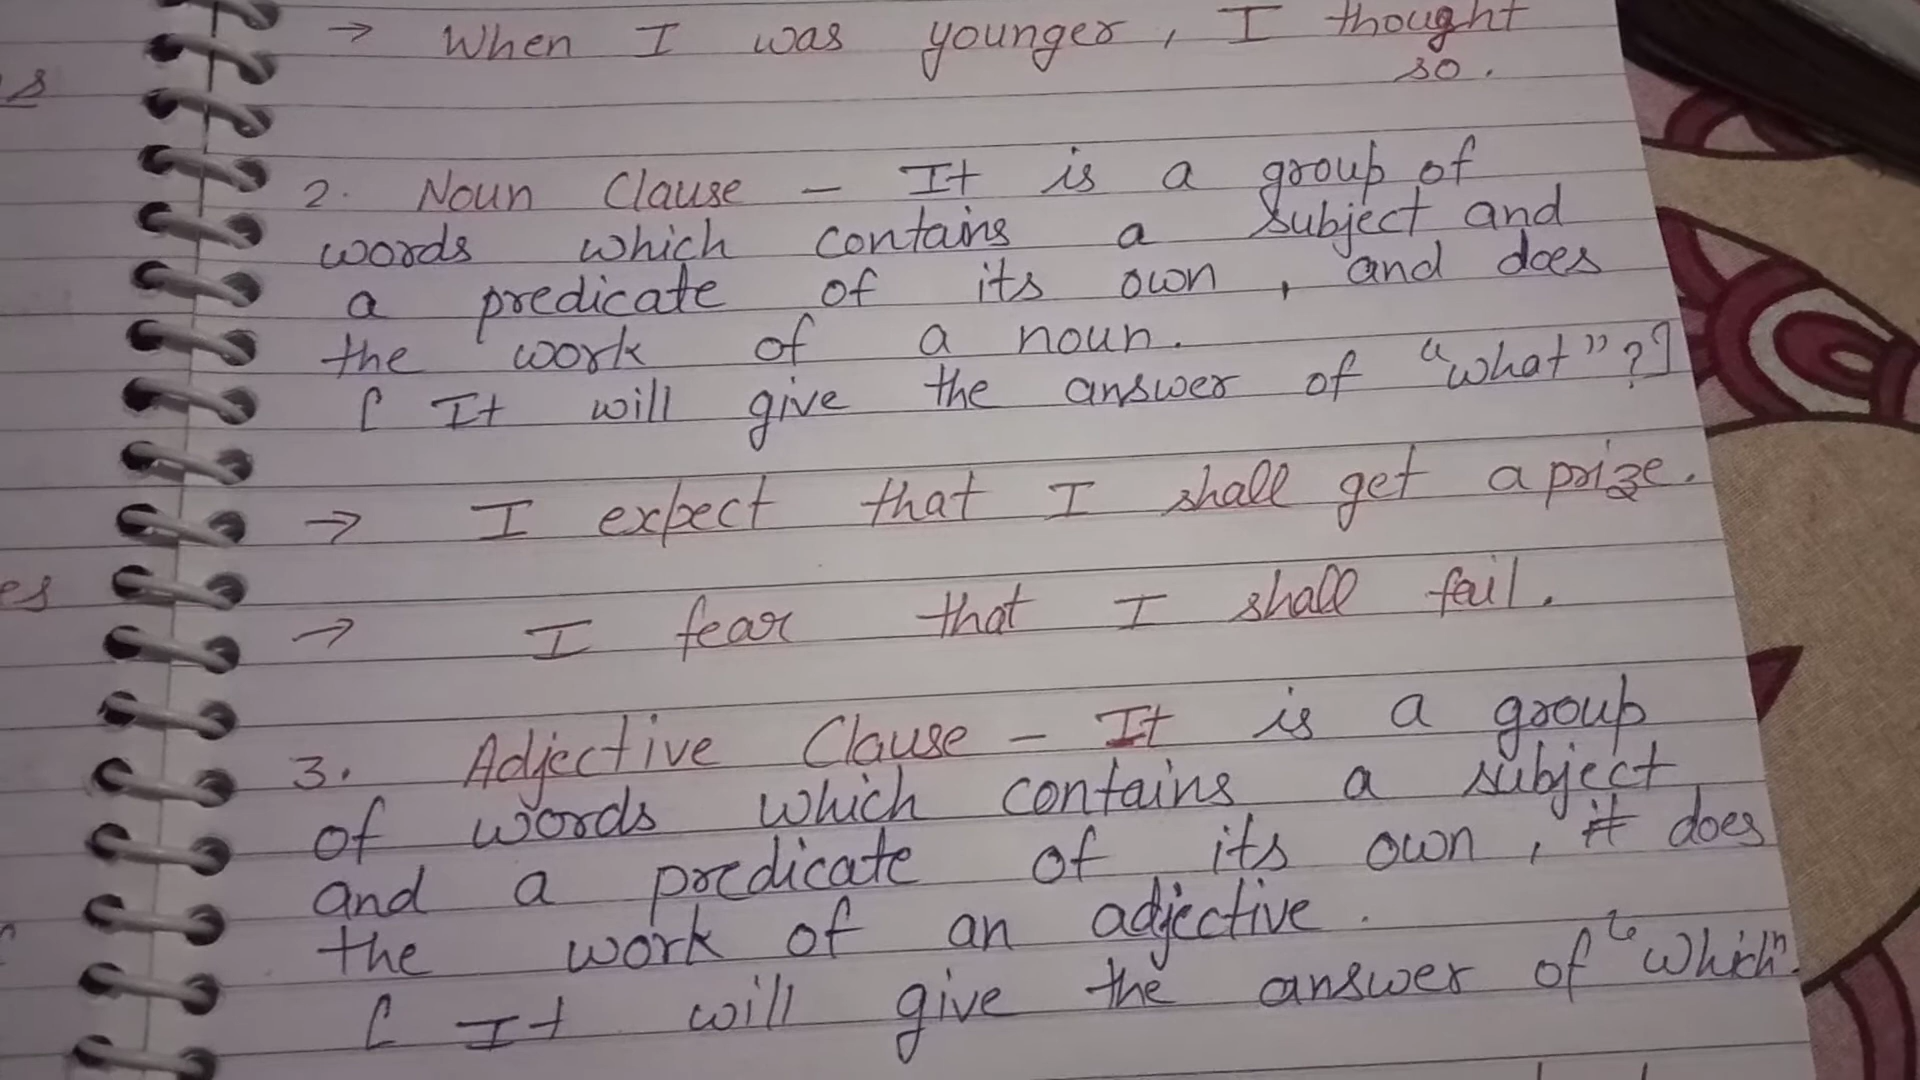 → When I was younger, I thought
so.
2. Noun Clause – It is a group of
words which contains a subject and
a predicate of its own, and does
the work of a noun.
[ It will give the answer of "what"?]
→ I expect that I shall get a prize.
→ I fear that I shall fail.
3. Adjective Clause – It is a group
of words which contains a subject
and a predicate of its own, it does
the work of an adjective.
[ It will give the answer of "which".